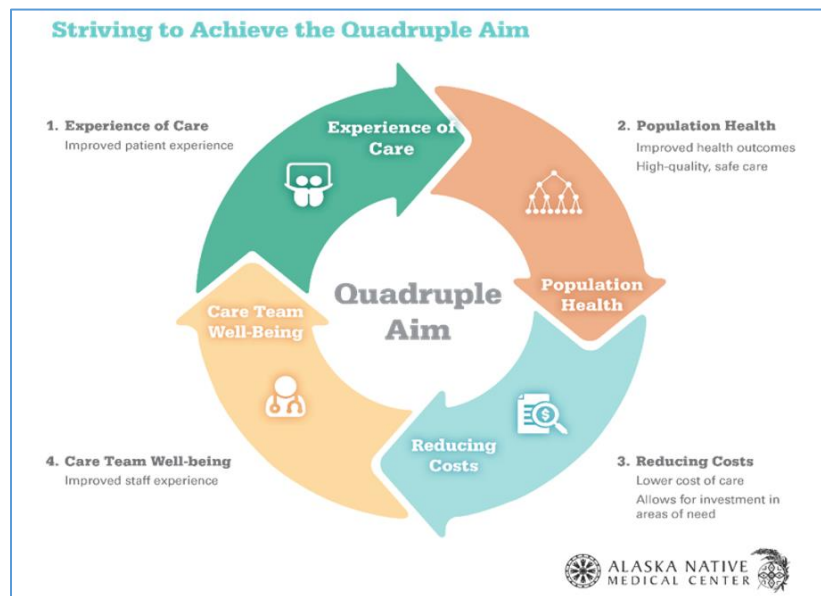 Striving to Achieve the Quadruple Aim
1. Experience of Care
Improved patient experience
Experience of
Care
2. Population Health
Improved health outcomes
High-quality, safe care
Population
Health
Quadruple
Aim
Care Team
Well-Being
Reducing
Costs
4. Care Team Well-being
Improved staff experience
3. Reducing Costs
Lower cost of care
Allows for investment in
areas of need
$
ALASKA NATIVE
MEDICAL CENTER